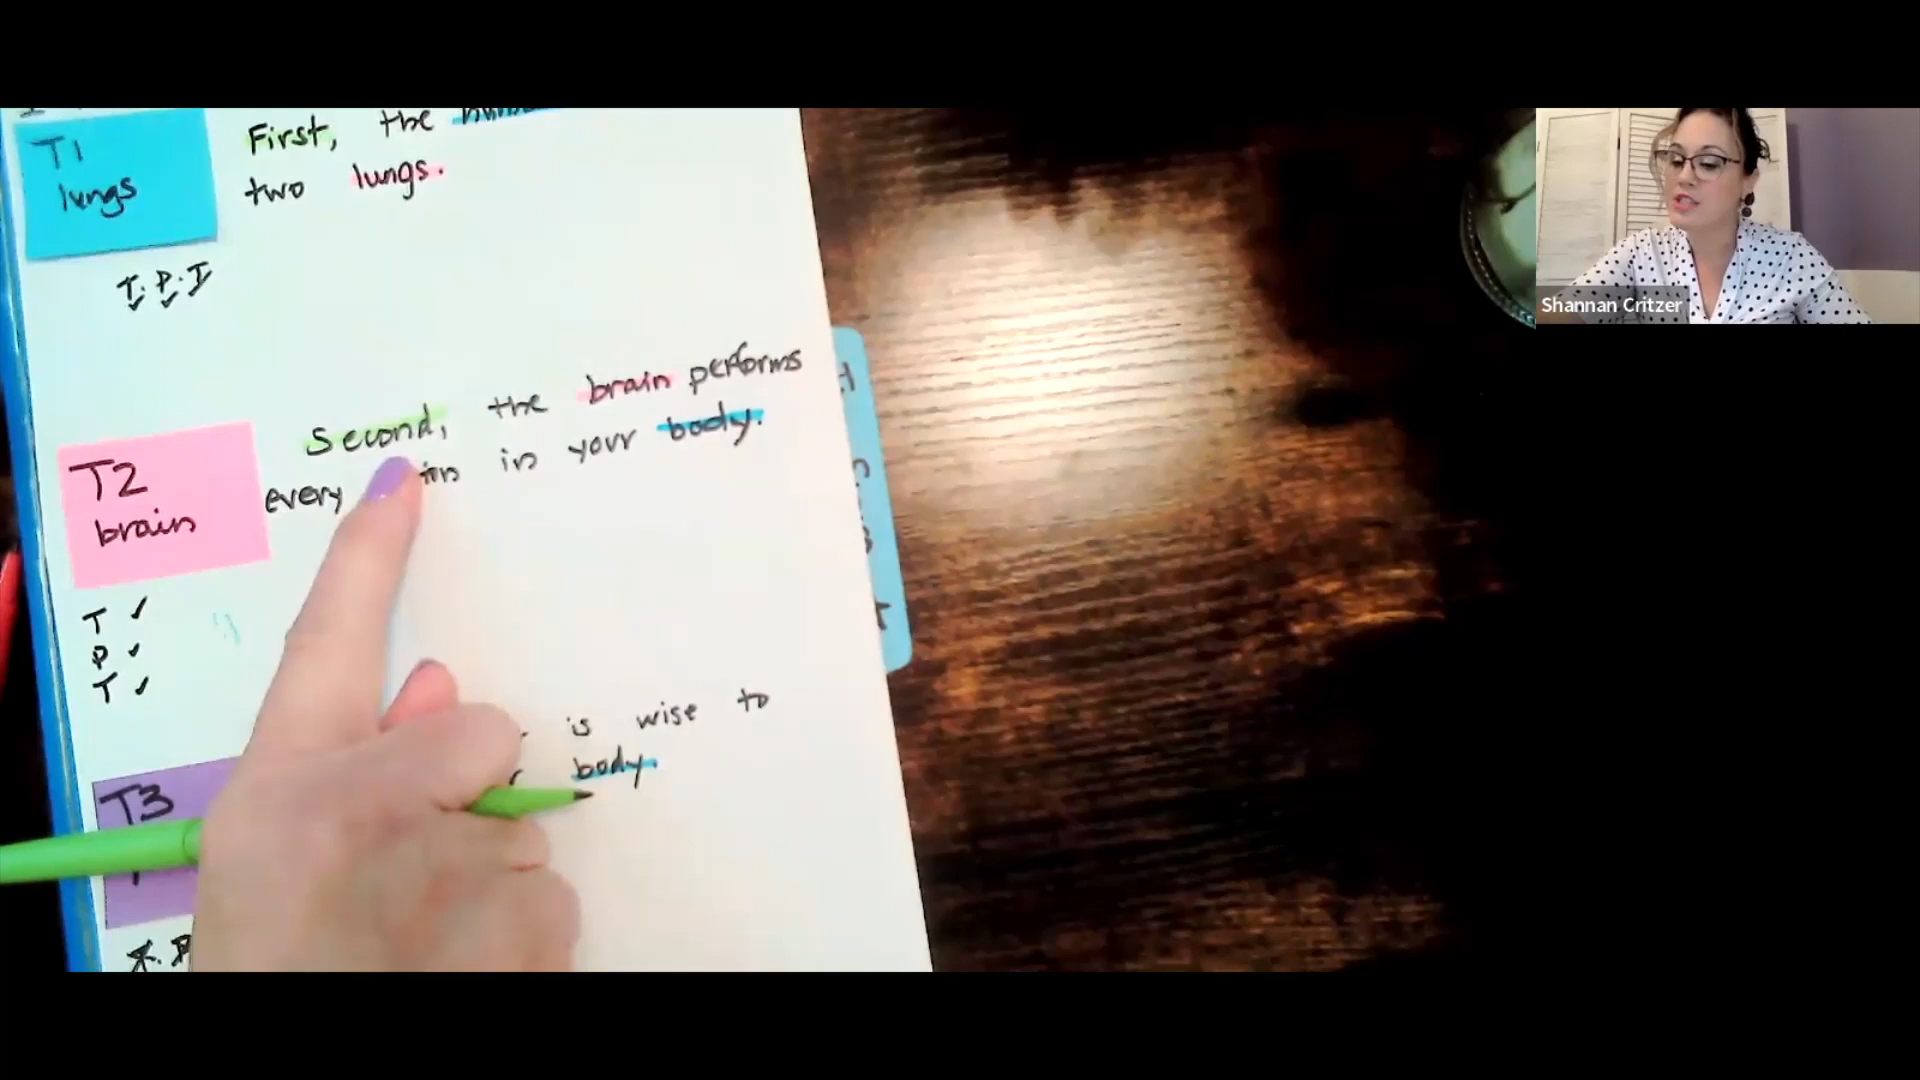 T1
lungs
First, the
two lungs.
T. P. T
Second, the brain performs
every in your body.
T2
brain
T ✓
P ✓
T ✓
is wise to
body.
T3
Shannan Critzer